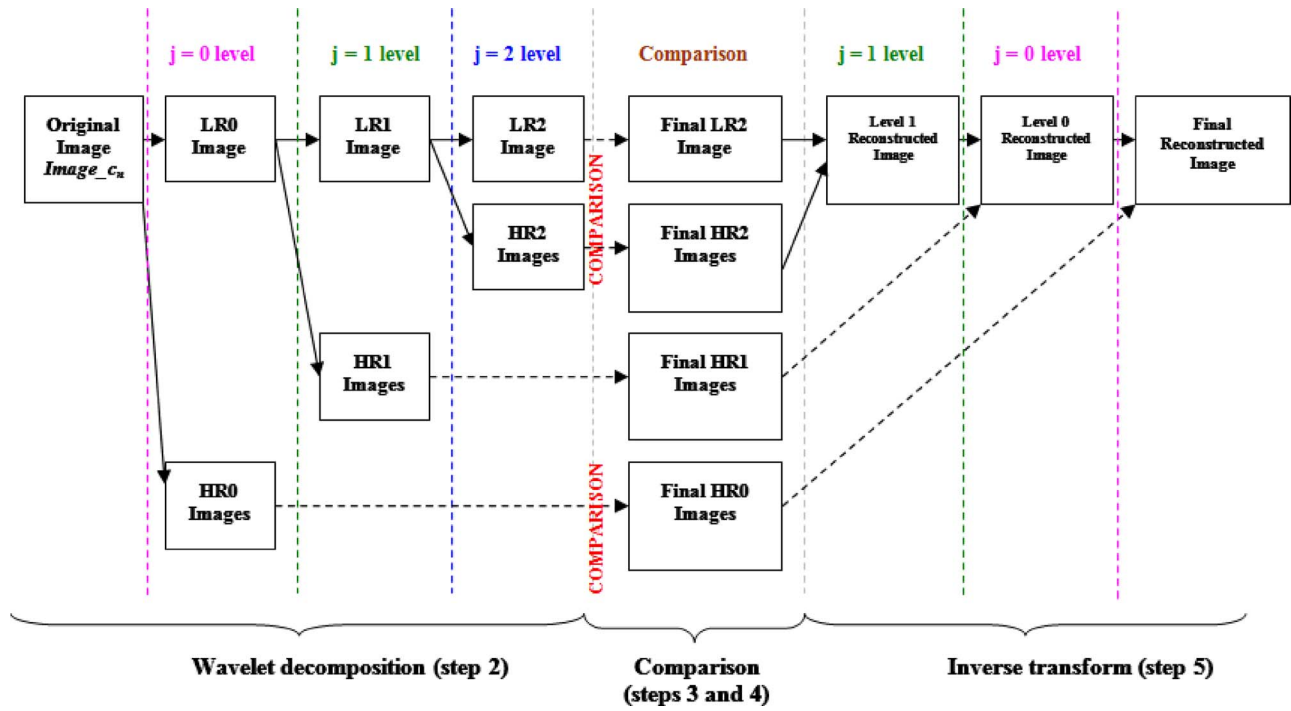 j = 0 level
j = 1 level
j = 2 level
Comparison
j = 1 level
j = 0 level
Original
Image
Image_cₙ
LR0
Image
LR1
Image
LR2
Image
Final LR2
Image
Level 1
Reconstructed
Image
Level 0
Reconstructed
Image
Final
Reconstructed
Image
COMPARISON
HR2
Images
Final HR2
Images
HR1
Images
Final HR1
Images
HR0
Images
COMPARISON
Final HR0
Images
Wavelet decomposition (step 2)
Comparison
(steps 3 and 4)
Inverse transform (step 5)